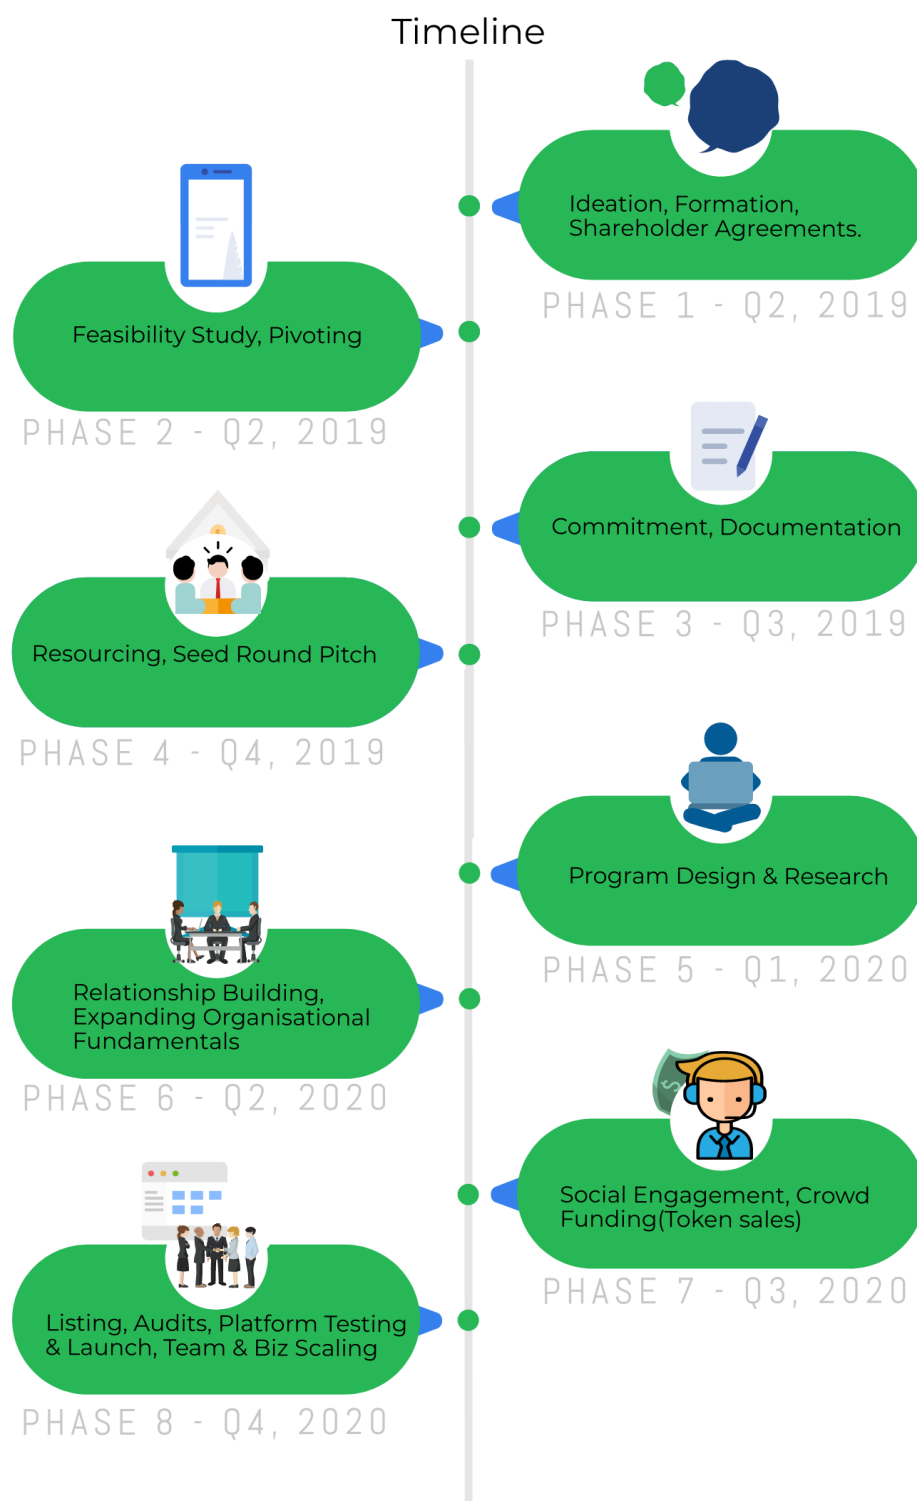 Timeline
Ideation, Formation,
Shareholder Agreements.
PHASE 1 - Q2, 2019
Feasibility Study, Pivoting
PHASE 2 - Q2, 2019
Commitment, Documentation
PHASE 3 - Q3, 2019
Resourcing, Seed Round Pitch
PHASE 4 - Q4, 2019
Program Design & Research
PHASE 5 - Q1, 2020
Relationship Building,
Expanding Organisational
Fundamentals
PHASE 6 - Q2, 2020
$
Social Engagement, Crowd
Funding(Token sales)
PHASE 7 - Q3, 2020
Listing, Audits, Platform Testing
& Launch, Team & Biz Scaling
PHASE 8 - Q4, 2020